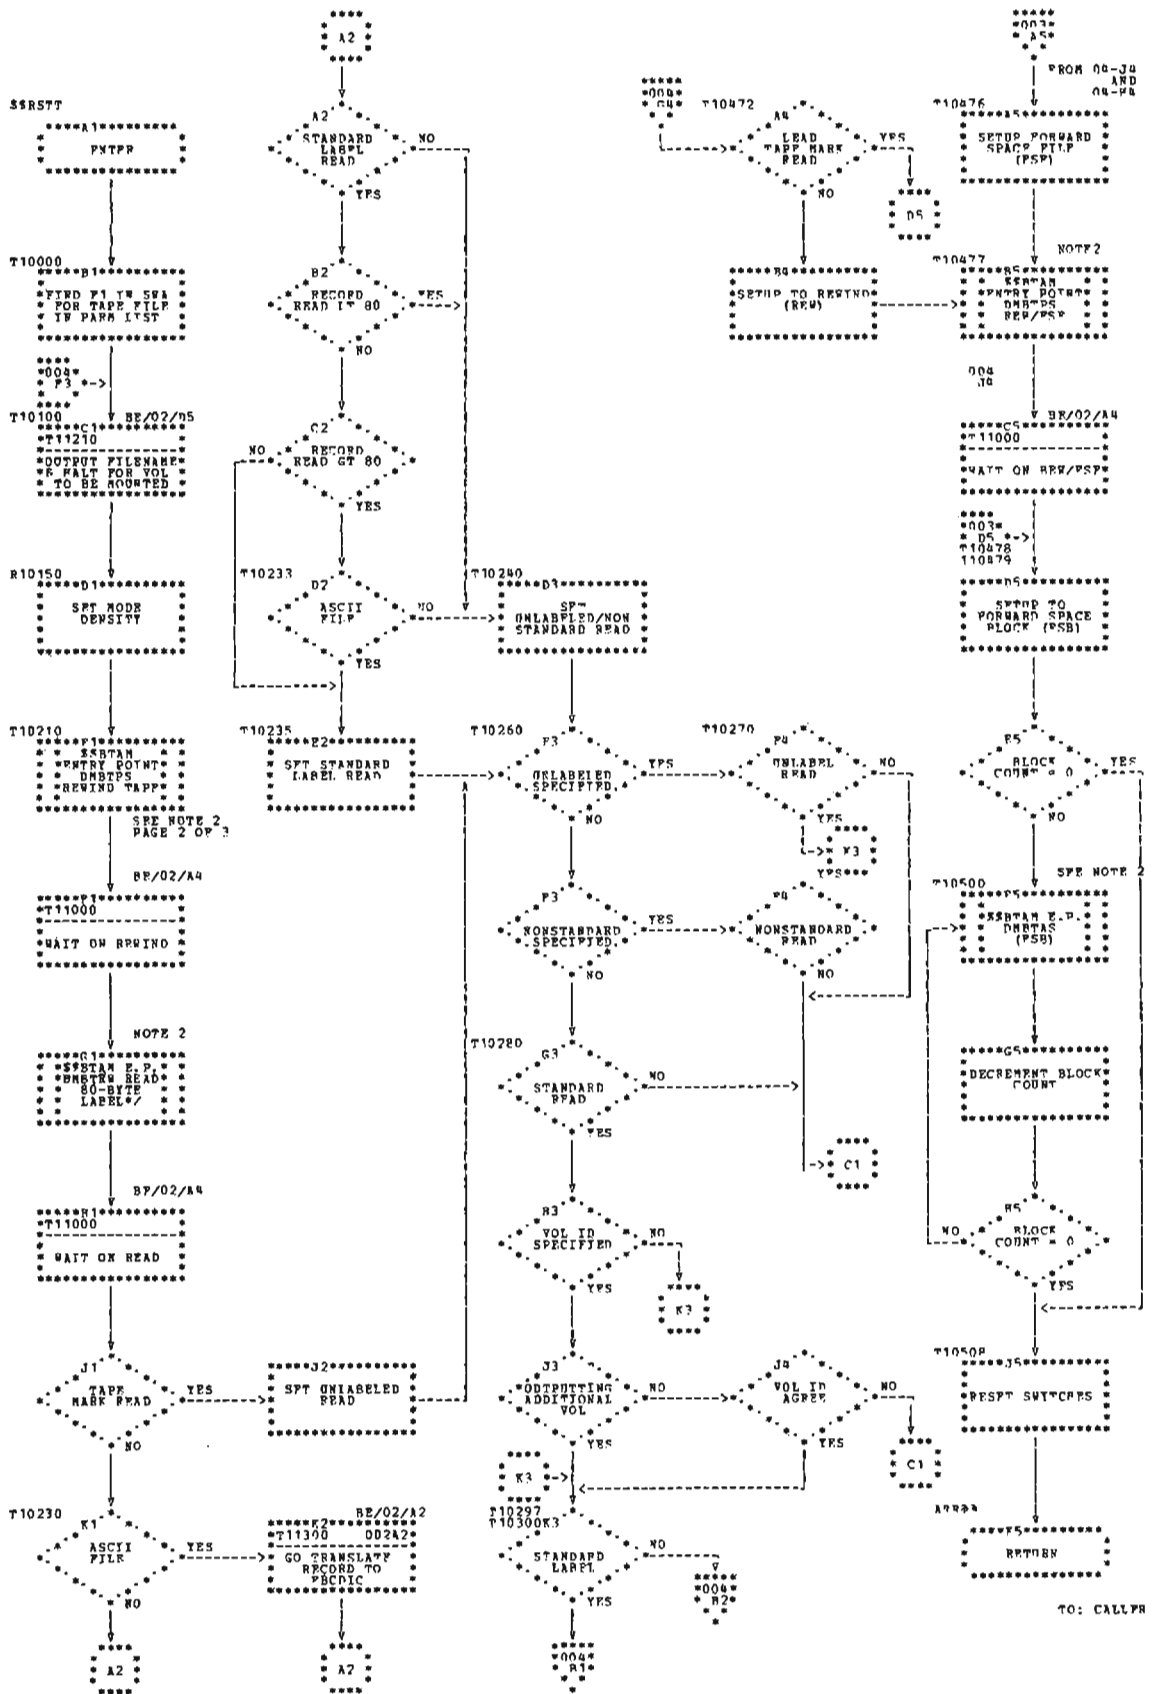 A2
003
A5
FROM 04-J4
AND
04-H4
$$RSTT
A1
ENTER
A2
STANDARD
LABEL
READ
NO
YES
004
G4
T10472
A4
LEAD
TAPE MARK
READ
YES
NO
D5
T10476
A5
SETUP FORWARD
SPACE FILE
(FSF)
T10000
B1
FIND F1 IN SWA
FOR TAPE FILE
IN PARM LIST
B2
RECORD
READ LT 80
YES
NO
B4
SETUP TO REWIND
(REW)
NOTE 2
T10477
B5
$$BTAM
ENTRY POINT
DMBTPS
REW/FSF
004
F3
T10100
BE/02/D5
C1
T11210
OUTPUT FILENAME
& HALT FOR VOL
TO BE MOUNTED
NO
C2
RECORD
READ GT 80
YES
004
J4
BE/02/A4
C5
T11000
WAIT ON REW/FSF
003
D5
T10478
T10479
R10150
D1
SET MODE
DENSITY
T10233
D2
ASCII
FILE
NO
YES
T10240
D3
SET
UNLABELED/NON
STANDARD READ
D5
SETUP TO
FORWARD SPACE
BLOCK (FSB)
T10210
E1
$$BTAM
ENTRY POINT
DMBTPS
REWIND TAPE
SEE NOTE 2
PAGE 2 OF 3
T10235
E2
SET STANDARD
LABEL READ
T10260
E3
UNLABELED
SPECIFIED
YES
NO
T10270
E4
UNLABEL
READ
NO
YES
K3
E5
BLOCK
COUNT = 0
YES
NO
BE/02/A4
F1
T11000
WAIT ON REWIND
F3
NONSTANDARD
SPECIFIED
YES
NO
YES
F4
NONSTANDARD
READ
NO
SEE NOTE 2
T10500
F5
$$BTAM E.P.
DMBTAS
(FSB)
NOTE 2
G1
$$BTAM E.P.
DMBTRW READ
80-BYTE
LABEL*/
T10280
G3
STANDARD
READ
NO
YES
C1
G5
DECREMENT BLOCK
COUNT
BE/02/A4
H1
T11000
WAIT ON READ
H3
VOL ID
SPECIFIED
NO
YES
K3
NO
H5
BLOCK
COUNT = 0
YES
J1
TAPE
MARK READ
YES
NO
J2
SET UNLABELED
READ
J3
OUTPUTTING
ADDITIONAL
VOL
NO
YES
J4
VOL ID
AGREE
NO
YES
C1
T10508
J5
RESET SWITCHES
K3
T10230
K1
ASCII
FILE
YES
NO
BE/02/A2
K2
T11300
002A2
GO TRANSLATE
RECORD TO
EBCDIC
T10297
T10300K3
STANDARD
LABEL
NO
YES
004
B2
K5
RETURN
TO: CALLER
A2
A2
004
B1